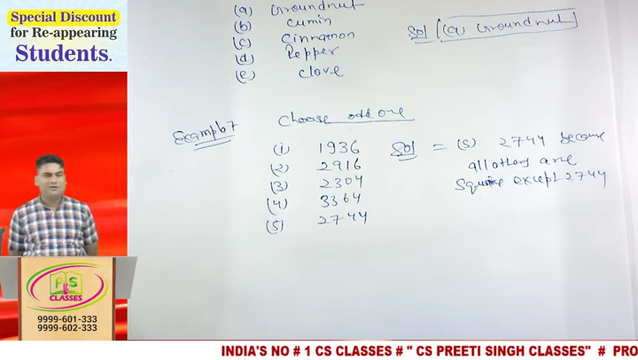 Special Discount
for Re-appearing
Students.
(a) Groundnut
(b) cumin
(c) cinnamon
(d) Pepper
(e) clove
Sol (a) Groundnut
Example 7 Choose odd one
(1) 1936
(2) 2916
(3) 2304
(4) 3364
(5) 2744
Sol = (5) 2744 because
all others are
square except 2744
PS
CLASSES
9999-601-333
9999-602-333
INDIA'S NO # 1 CS CLASSES # " CS PREETI SINGH CLASSES" # PRO